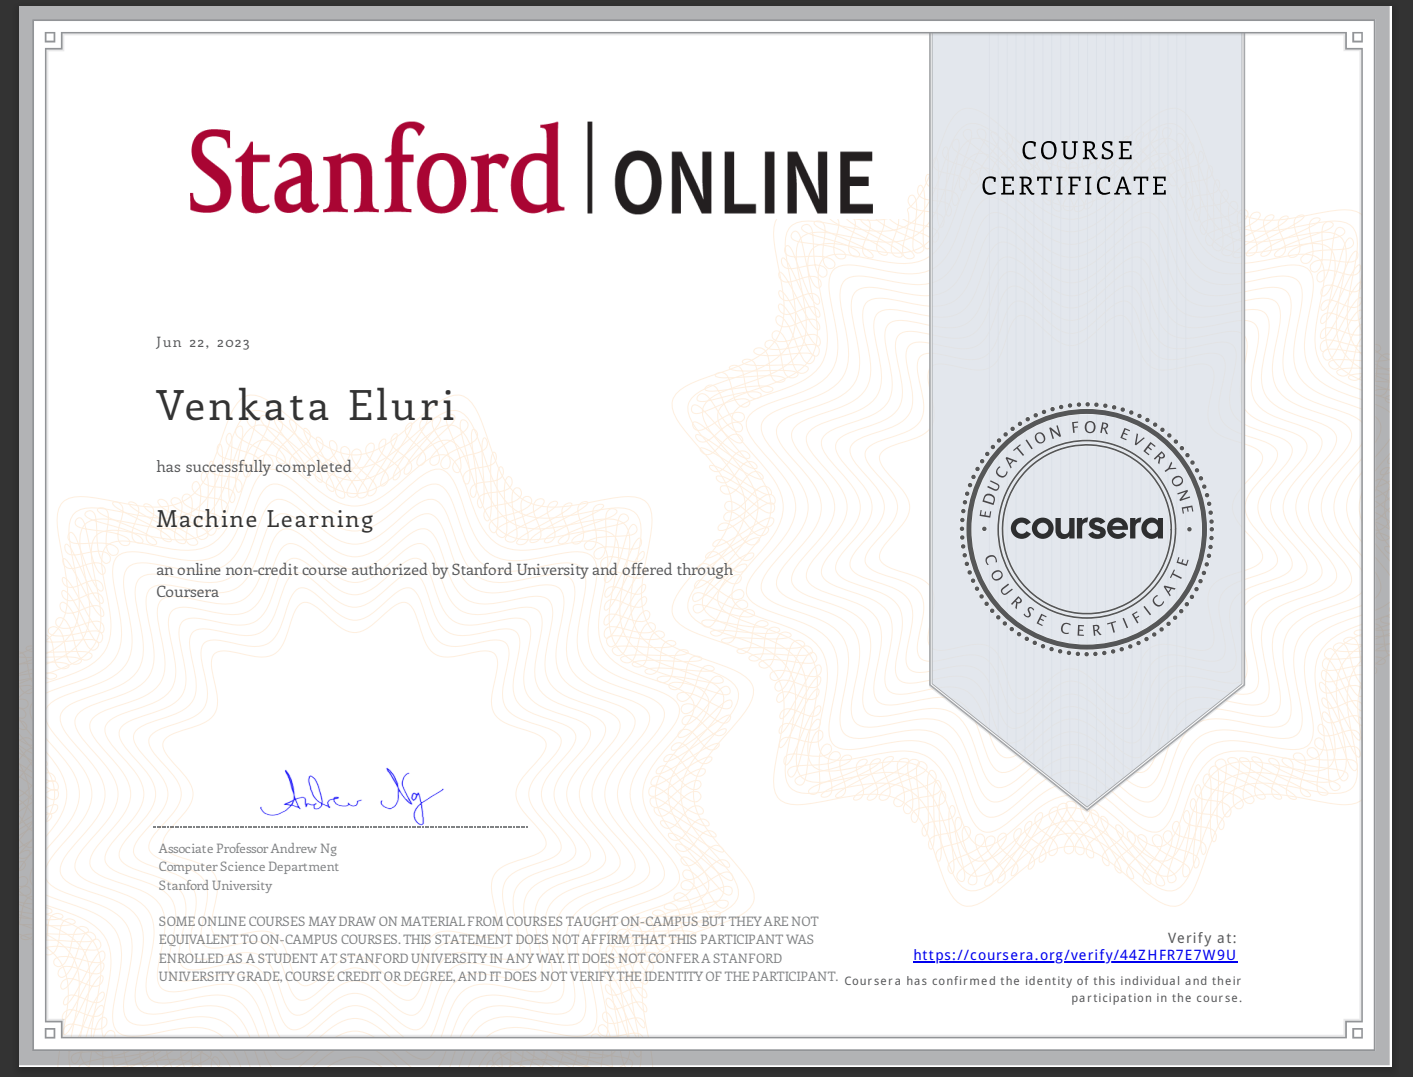 Stanford | ONLINE
COURSE
CERTIFICATE
Jun 22, 2023
Venkata Eluri
has successfully completed
Machine Learning
an online non-credit course authorized by Stanford University and offered through
Coursera
EDUCATION FOR EVERYONE
coursera
COURSE CERTIFICATE
Andrew Ng
Associate Professor Andrew Ng
Computer Science Department
Stanford University
SOME ONLINE COURSES MAY DRAW ON MATERIAL FROM COURSES TAUGHT ON-CAMPUS BUT THEY ARE NOT
EQUIVALENT TO ON-CAMPUS COURSES. THIS STATEMENT DOES NOT AFFIRM THAT THIS PARTICIPANT WAS
ENROLLED AS A STUDENT AT STANFORD UNIVERSITY IN ANY WAY. IT DOES NOT CONFER A STANFORD
UNIVERSITY GRADE, COURSE CREDIT OR DEGREE, AND IT DOES NOT VERIFY THE IDENTITY OF THE PARTICIPANT.
Verify at:
https://coursera.org/verify/44ZHFR7E7W9U
Coursera has confirmed the identity of this individual and their
participation in the course.